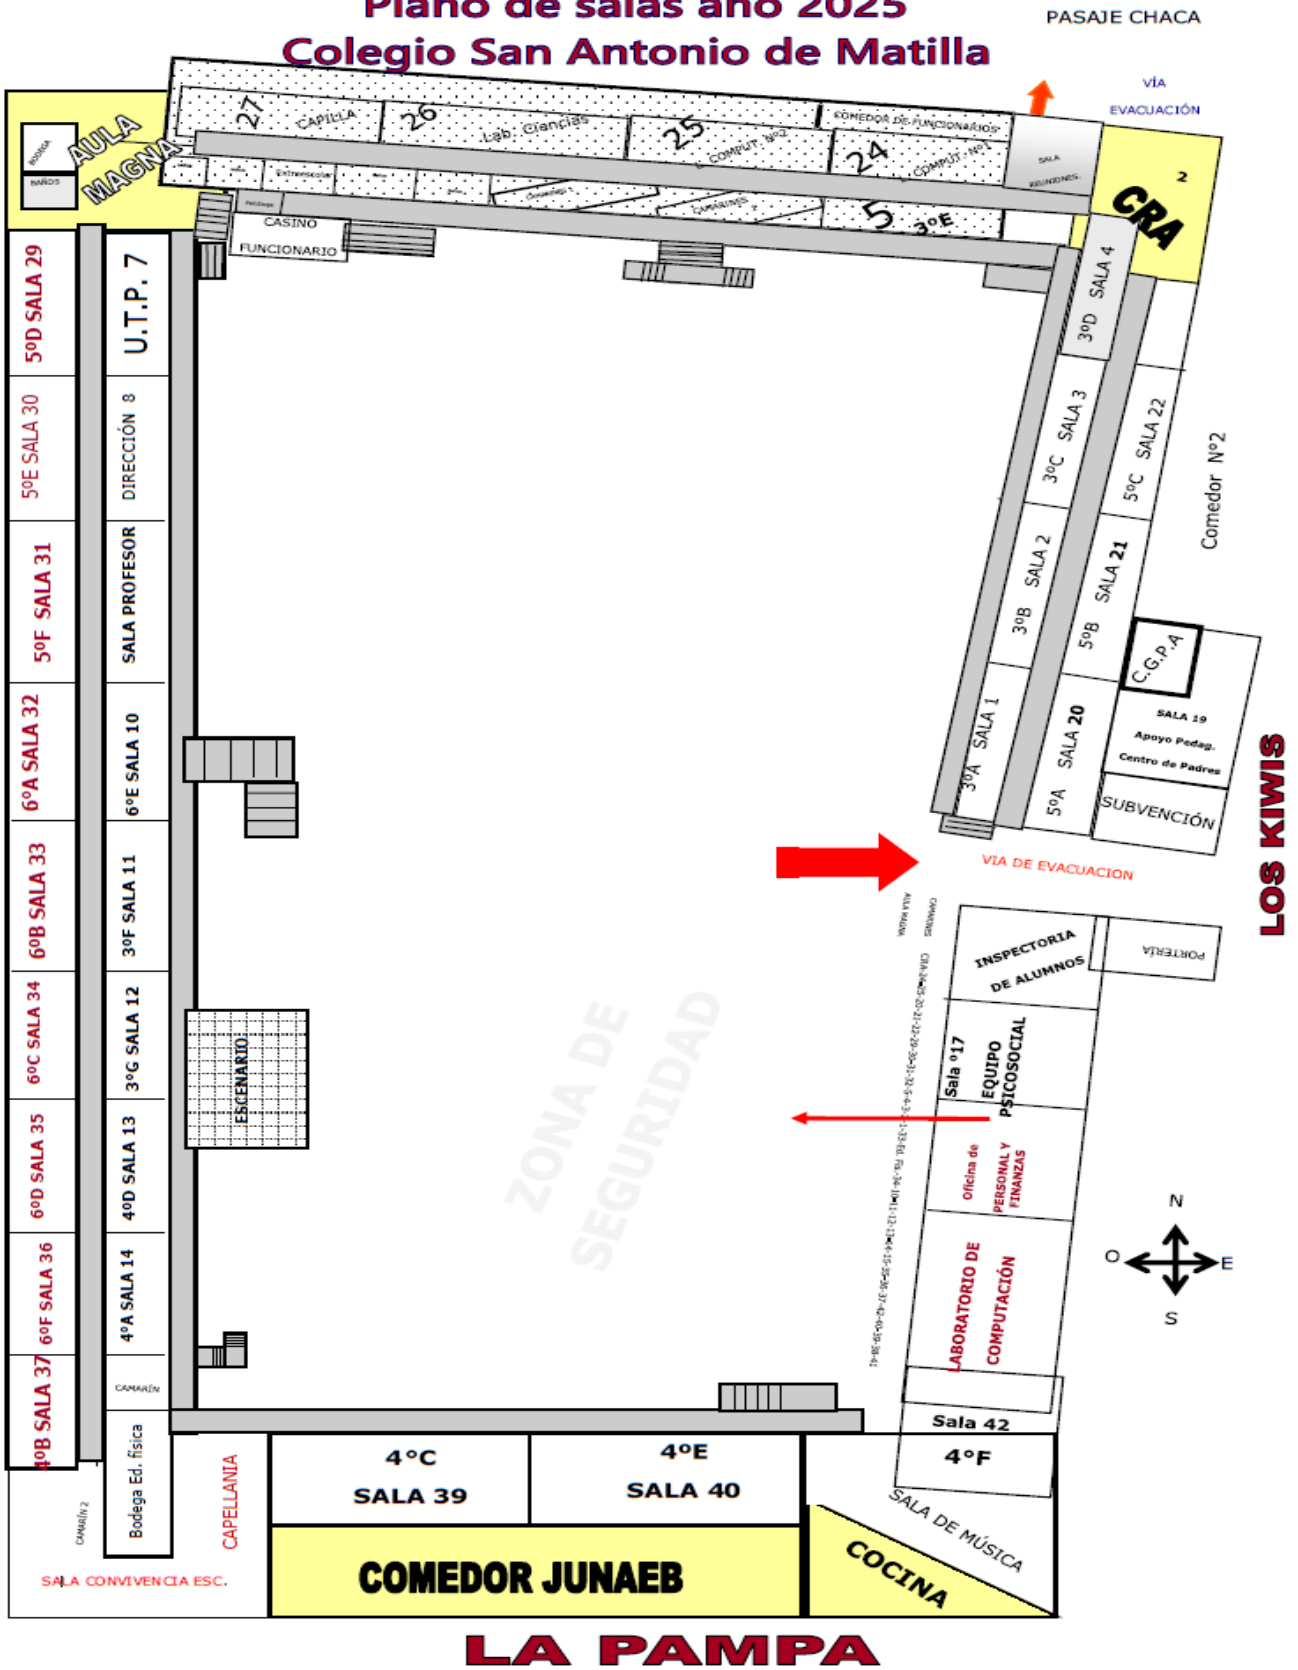 Plano de salas año 2025
Colegio San Antonio de Matilla
PASAJE CHACA
VÍA
EVACUACIÓN
BODEGA
BAÑOS
AULA
MAGNA
27
CAPILLA
26
Lab. Ciencias
25
COMPUT. Nº2
COMEDOR DE FUNCIONARIOS
24
COMPUT. Nº1
SALA
REUNIONES.
2
CRA
Extraescolar
CAMARINES 1
CAMARINES 2
5
3ºE
CASINO
FUNCIONARIO
5ºD SALA 29
5ºE SALA 30
5ºF SALA 31
6ºA SALA 32
6ºB SALA 33
6ºC SALA 34
6ºD SALA 35
6ºF SALA 36
4ºB SALA 37
U.T.P. 7
DIRECCIÓN 8
SALA PROFESOR
6ºE SALA 10
3ºF SALA 11
3ºG SALA 12
4ºD SALA 13
4ºA SALA 14
CAMARÍN
Bodega Ed. física
CAMARÍN 2
SALA CONVIVENCIA ESC.
CAPELLANIA
ESCENARIO
ZONA DE
SEGURIDAD
3ºD SALA 4
3ºC SALA 3
3ºB SALA 2
3ºA SALA 1
5ºC SALA 22
5ºB SALA 21
5ºA SALA 20
Comedor Nº2
C.G.P.A
SALA 19
Apoyo Pedag.
Centro de Padres
SUBVENCIÓN
LOS KIWIS
VIA DE EVACUACION
CAMARINES
AULA MAGNA
INSPECTORIA
DE ALUMNOS
PORTERÍA
Sala º17
EQUIPO
PSICOSOCIAL
Oficina de
PERSONAL Y
FINANZAS
LABORATORIO DE
COMPUTACIÓN
N
O
E
S
Sala 42
4ºF
4ºC
SALA 39
4ºE
SALA 40
SALA DE MÚSICA
COCINA
COMEDOR JUNAEB
LA PAMPA